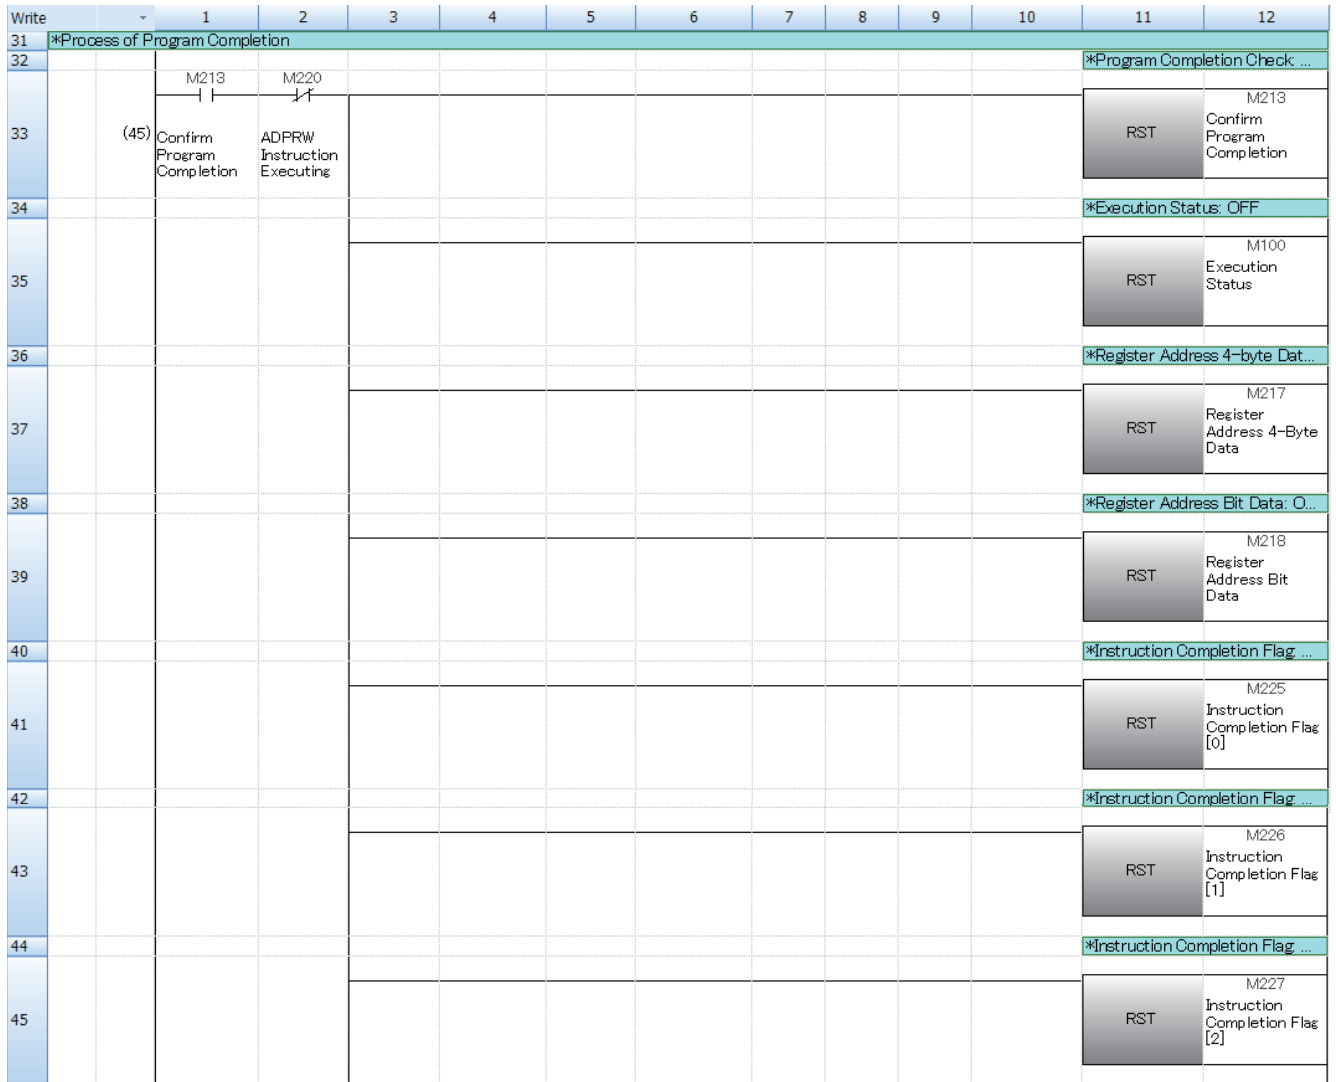 Write 1 2 3 4 5 6 7 8 9 10 11 12
31 *Process of Program Completion
32 *Program Completion Check: ...
M213 M220 M213
33 (45) RST
Confirm
Program
Completion
ADPRW
Instruction
Executing
Confirm
Program
Completion
34 *Execution Status: OFF
M100
35 RST
Execution
Status
36 *Register Address 4-byte Dat...
M217
37 RST
Register
Address 4-Byte
Data
38 *Register Address Bit Data: O...
M218
39 RST
Register
Address Bit
Data
40 *Instruction Completion Flag: ...
M225
41 RST
Instruction
Completion Flag
[0]
42 *Instruction Completion Flag: ...
M226
43 RST
Instruction
Completion Flag
[1]
44 *Instruction Completion Flag: ...
M227
45 RST
Instruction
Completion Flag
[2]